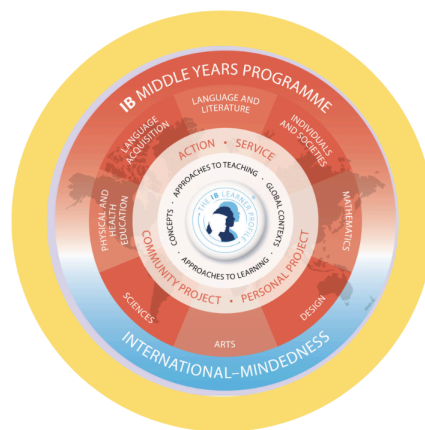 IB MIDDLE YEARS PROGRAMME
LANGUAGE AND
LITERATURE
INDIVIDUALS
AND SOCIETIES
MATHEMATICS
DESIGN
ARTS
SCIENCES
PHYSICAL AND
HEALTH
EDUCATION
LANGUAGE
ACQUISITION
ACTION • SERVICE
COMMUNITY PROJECT • PERSONAL PROJECT
APPROACHES TO TEACHING • GLOBAL CONTEXTS •
APPROACHES TO LEARNING • CONCEPTS •
THE IB LEARNER PROFILE
INTERNATIONAL–MINDEDNESS